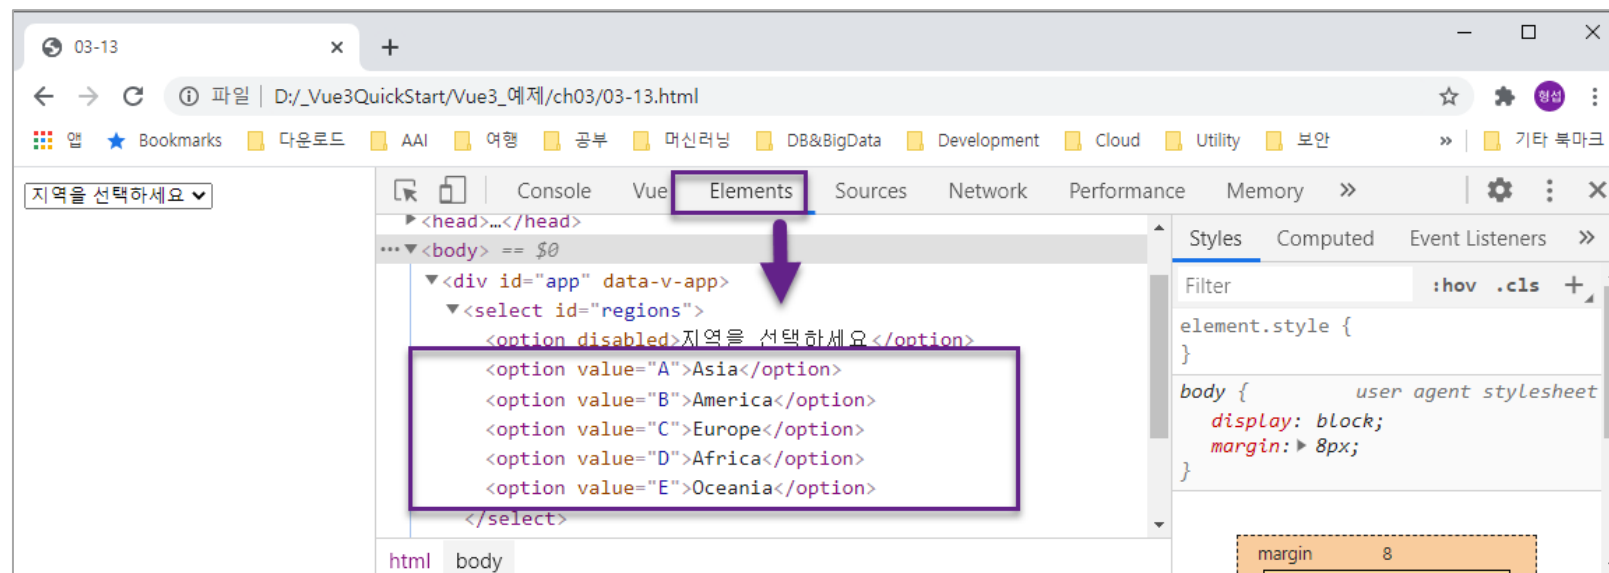 03-13
파일 D:/_Vue3QuickStart/Vue3_예제/ch03/03-13.html 형섭
앱 Bookmarks 다운로드 AAI 여행 공부 머신러닝 DB&BigData Development Cloud Utility 보안 » 기타 북마크
지역을 선택하세요
Console Vue Elements Sources Network Performance Memory »
<head>…</head>
<body> == $0
<div id="app" data-v-app>
<select id="regions">
<option disabled>지역을 선택하세요</option>
<option value="A">Asia</option>
<option value="B">America</option>
<option value="C">Europe</option>
<option value="D">Africa</option>
<option value="E">Oceania</option>
</select>
html body
Styles Computed Event Listeners »
Filter :hov .cls +
element.style {
}
body { user agent stylesheet
display: block;
margin: 8px;
}
margin 8